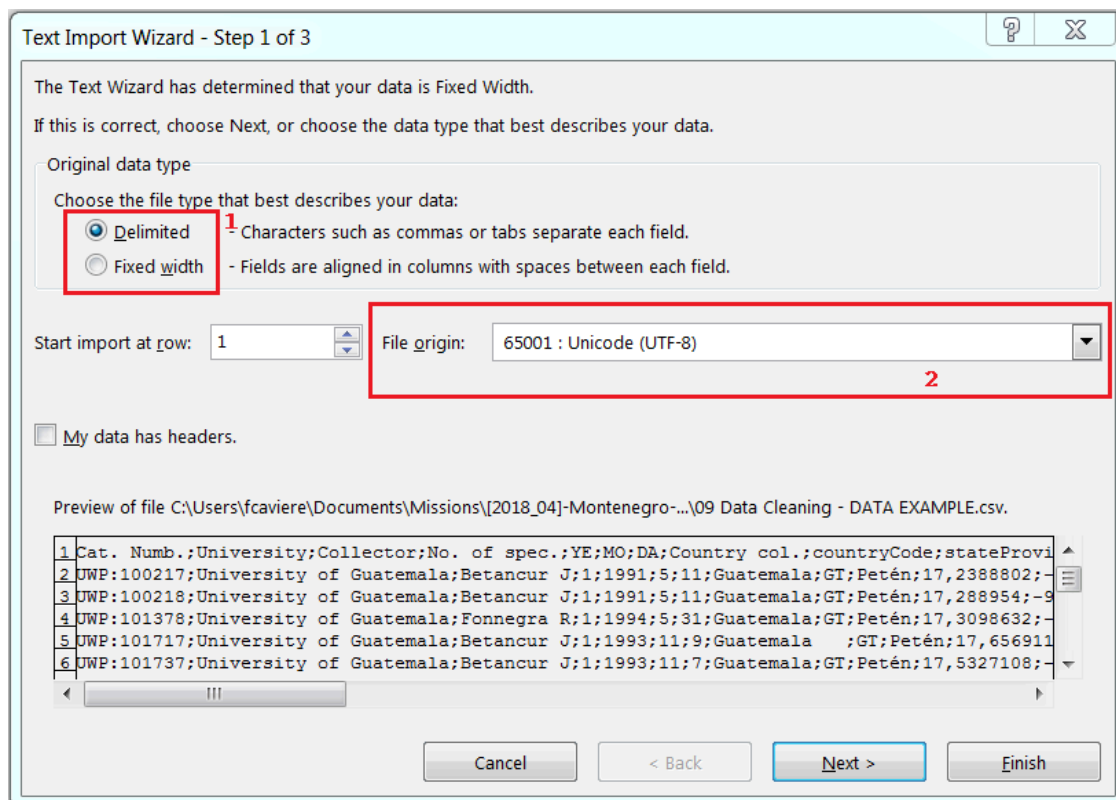 Text Import Wizard - Step 1 of 3
The Text Wizard has determined that your data is Fixed Width.
If this is correct, choose Next, or choose the data type that best describes your data.
Original data type
Choose the file type that best describes your data:
1
Delimited - Characters such as commas or tabs separate each field.
Fixed width - Fields are aligned in columns with spaces between each field.
Start import at row: 1 File origin: 65001 : Unicode (UTF-8)
2
My data has headers.
Preview of file C:\Users\fcaviere\Documents\Missions\[2018_04]-Montenegro-...\09 Data Cleaning - DATA EXAMPLE.csv.
1 Cat. Numb.;University;Collector;No. of spec.;YE;MO;DA;Country col.;countryCode;stateProvi
2 UWP:100217;University of Guatemala;Betancur J;1;1991;5;11;Guatemala;GT;Petén;17,2388802;-
3 UWP:100218;University of Guatemala;Betancur J;1;1991;5;11;Guatemala;GT;Petén;17,288954;-9
4 UWP:101378;University of Guatemala;Fonnegra R;1;1994;5;31;Guatemala;GT;Petén;17,3098632;-
5 UWP:101717;University of Guatemala;Betancur J;1;1993;11;9;Guatemala   ;GT;Petén;17,656911
6 UWP:101737;University of Guatemala;Betancur J;1;1993;11;7;Guatemala;GT;Petén;17,5327108;-
Cancel < Back Next > Finish